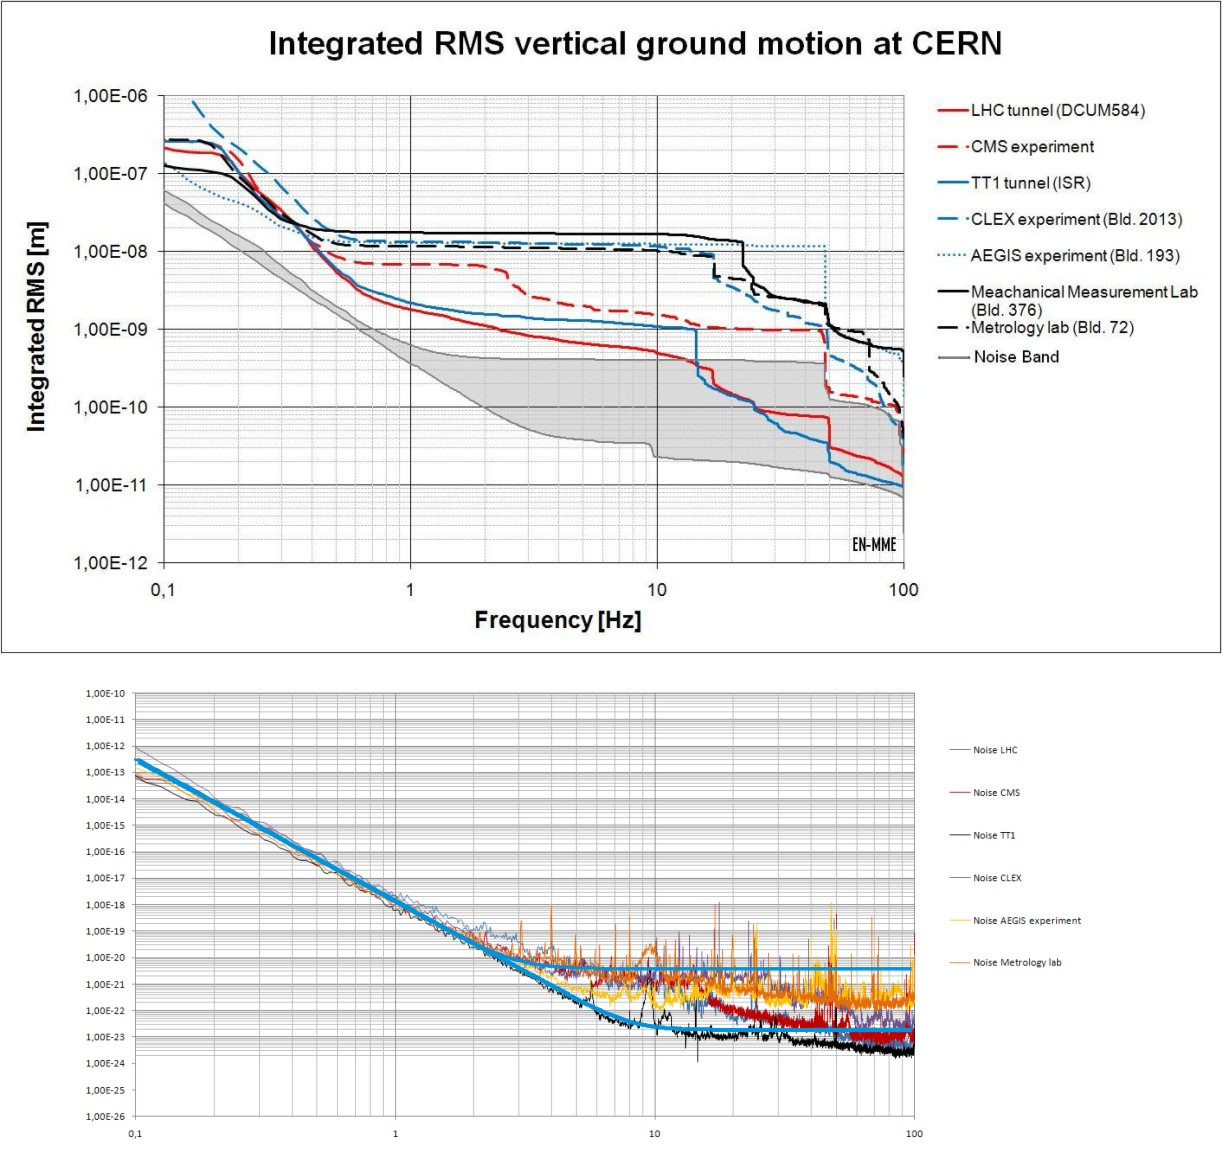 Integrated RMS vertical ground motion at CERN
1,00E-06
1,00E-07
1,00E-08
1,00E-09
1,00E-10
1,00E-11
1,00E-12
Integrated RMS [m]
0,1
1
10
100
Frequency [Hz]
EN-MME
LHC tunnel (DCUM584)
CMS experiment
TT1 tunnel (ISR)
CLEX experiment (Bld. 2013)
AEGIS experiment (Bld. 193)
Meachanical Measurement Lab
(Bld. 376)
Metrology lab (Bld. 72)
Noise Band
1,00E-10
1,00E-11
1,00E-12
1,00E-13
1,00E-14
1,00E-15
1,00E-16
1,00E-17
1,00E-18
1,00E-19
1,00E-20
1,00E-21
1,00E-22
1,00E-23
1,00E-24
1,00E-25
1,00E-26
0,1
1
10
100
Noise LHC
Noise CMS
Noise TT1
Noise CLEX
Noise AEGIS experiment
Noise Metrology lab